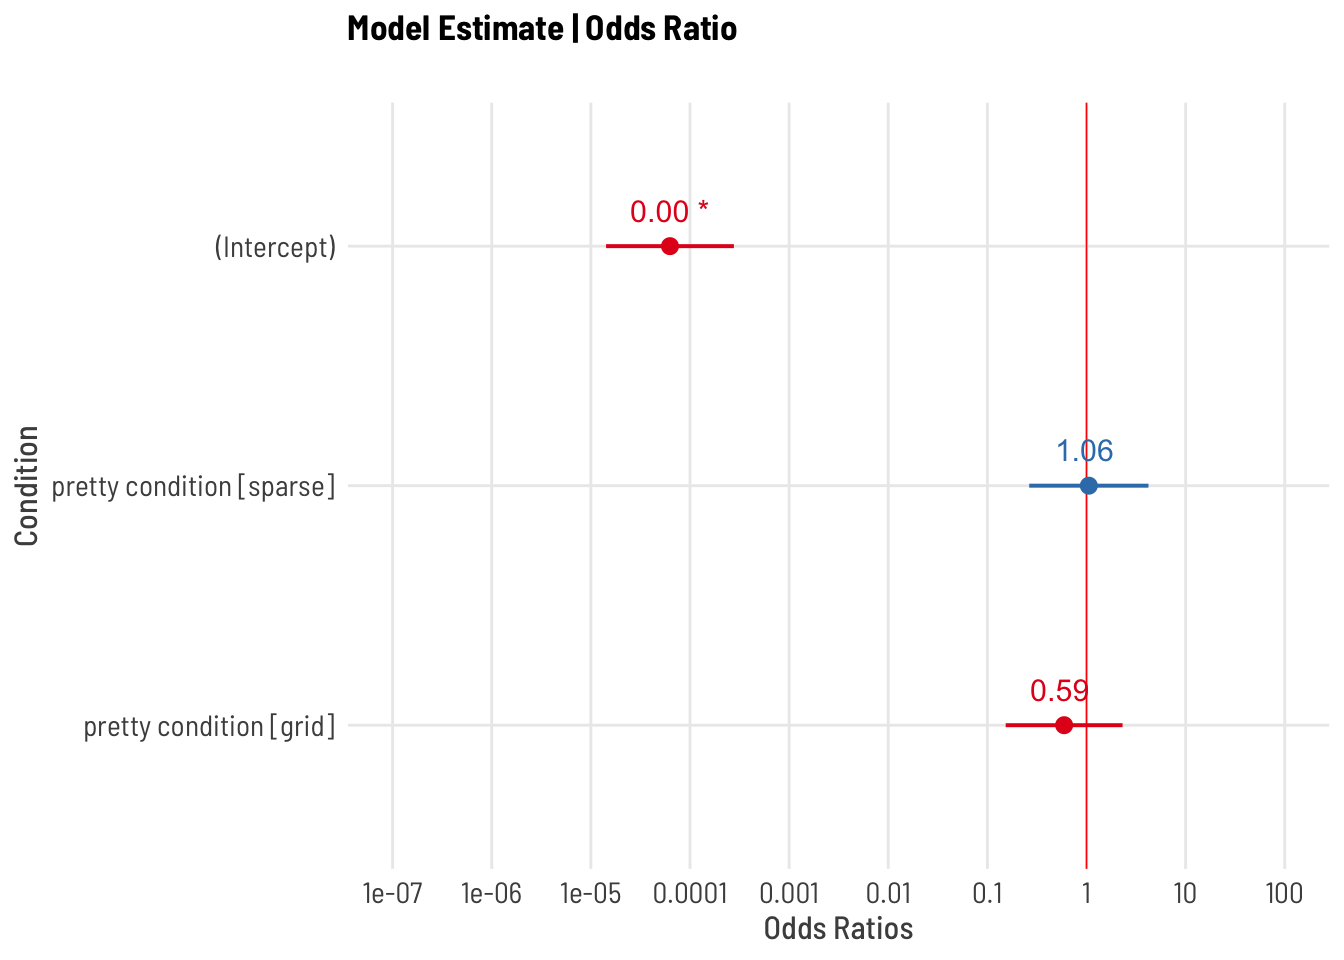 Model Estimate | Odds Ratio
0.00 *
(Intercept)
1.06
pretty condition [sparse]
0.59
pretty condition [grid]
Condition
1e−07 1e−06 1e−05 0.0001 0.001 0.01 0.1 1 10 100
Odds Ratios